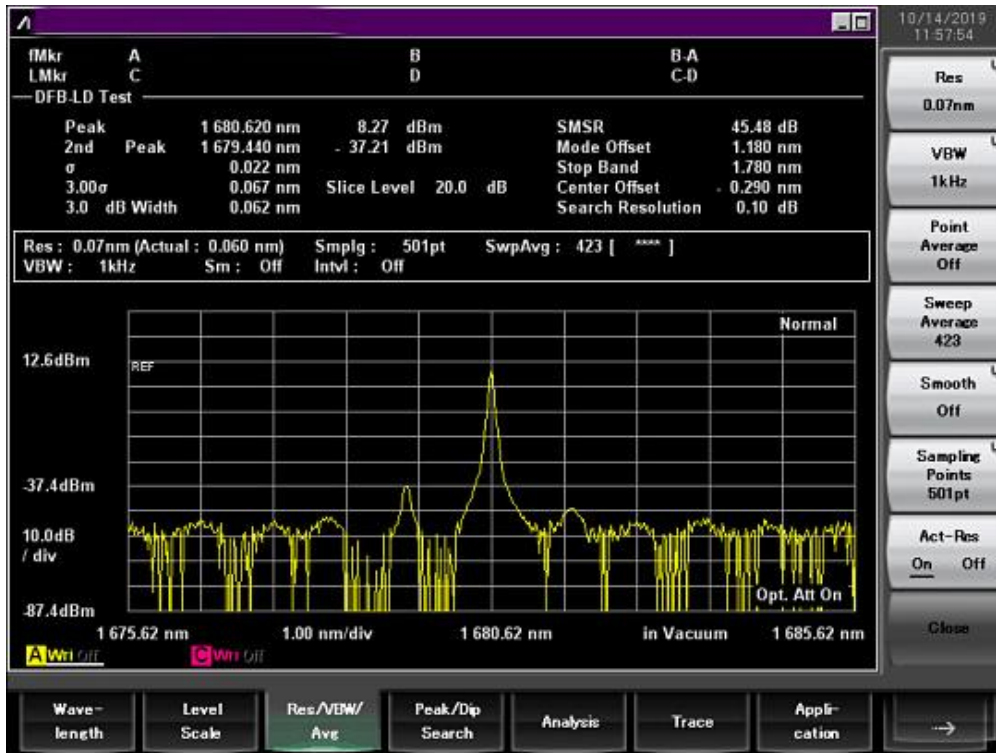 10/14/2019
11:57:54
fMkr A B B-A
LMkr C D C-D
DFB-LD Test
Peak 1 680.620 nm 8.27 dBm SMSR 45.48 dB
2nd Peak 1 679.440 nm - 37.21 dBm Mode Offset 1.180 nm
σ 0.022 nm Stop Band 1.780 nm
3.00σ 0.067 nm Slice Level 20.0 dB Center Offset - 0.290 nm
3.0 dB Width 0.062 nm Search Resolution 0.10 dB
Res : 0.07nm (Actual : 0.060 nm) Smplg : 501pt SwpAvg : 423 [ **** ]
VBW : 1kHz Sm : Off Intvl : Off
Normal
12.6dBm
REF
-37.4dBm
10.0dB
/ div
Opt. Att On
-87.4dBm
1 675.62 nm 1.00 nm/div 1 680.62 nm in Vacuum 1 685.62 nm
A Wri Off C Wri Off
Res
0.07nm
VBW
1kHz
Point
Average
Off
Sweep
Average
423
Smooth
Off
Sampling
Points
501pt
Act-Res
On Off
Close
Wave-
length
Level
Scale
Res/VBW/
Avg
Peak/Dip
Search
Analysis
Trace
Appli-
cation